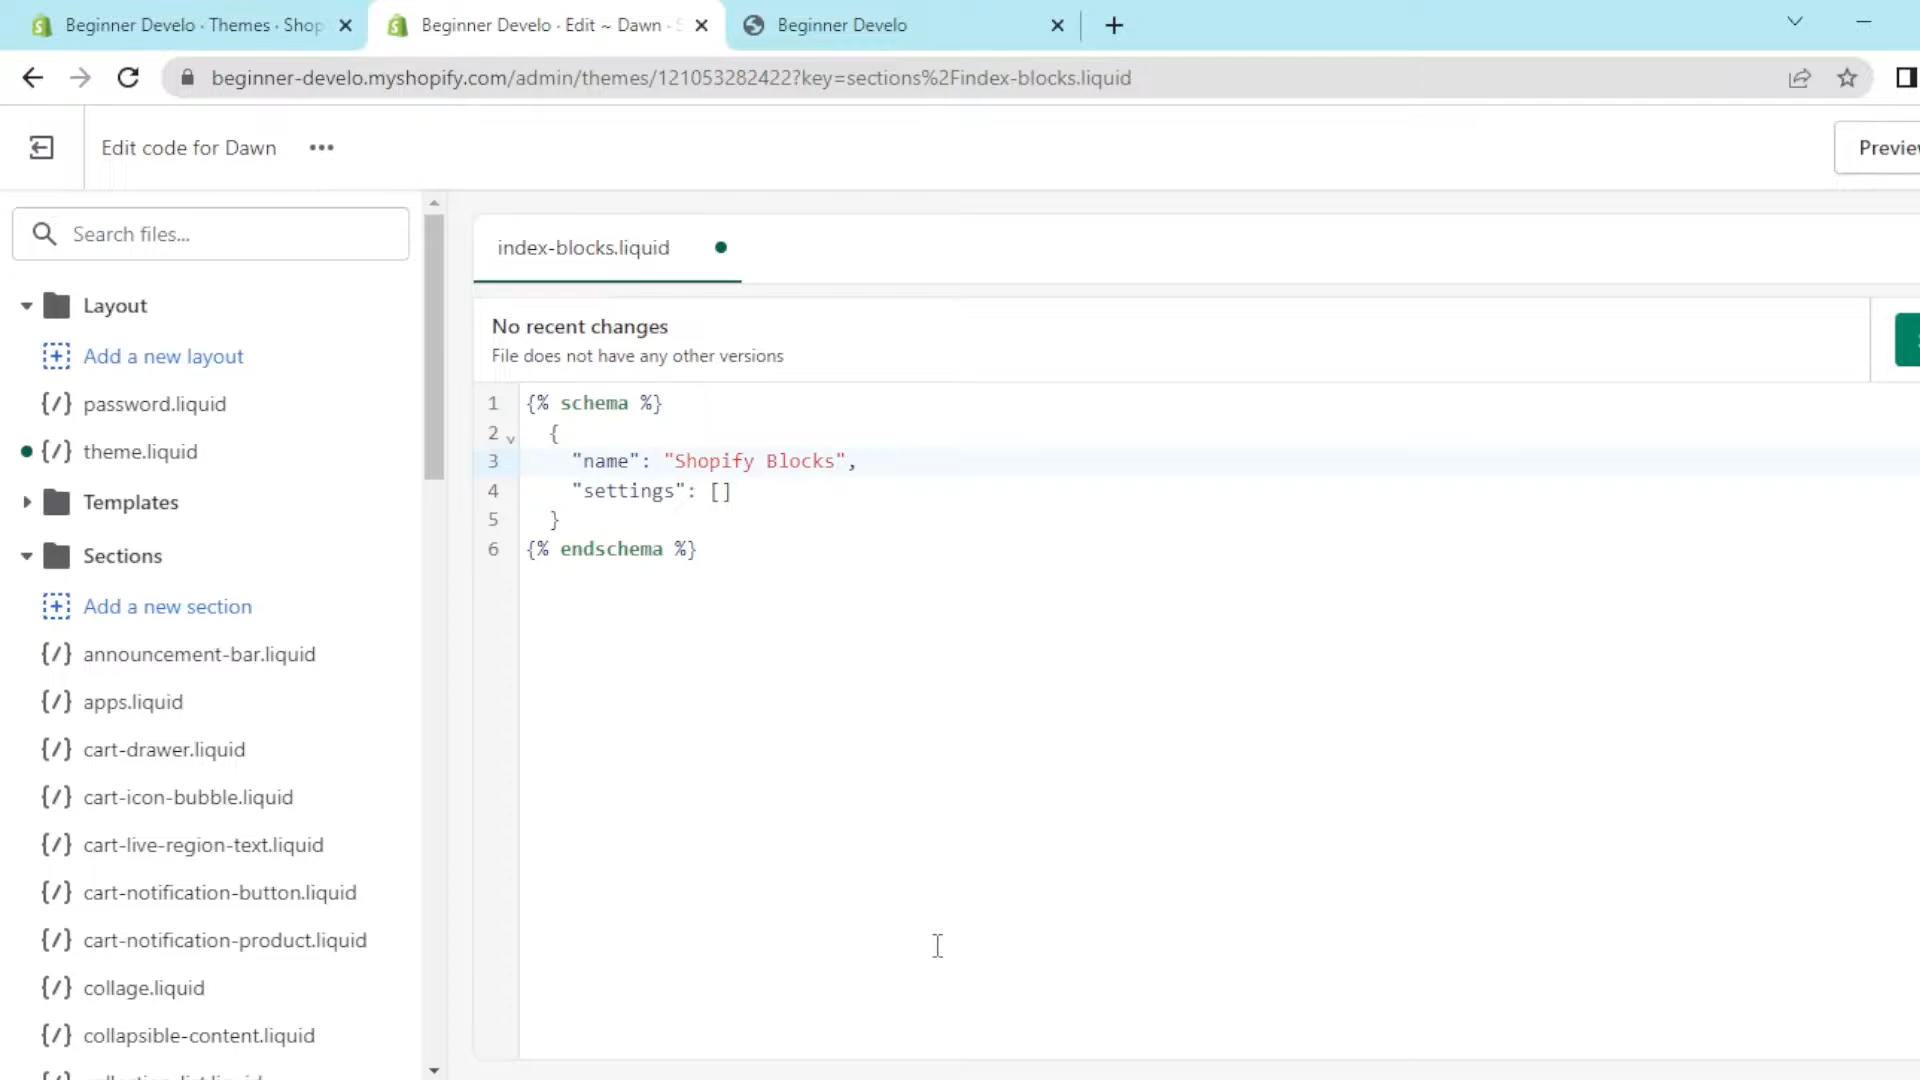 Beginner Develo · Themes · Shop
Beginner Develo · Edit ~ Dawn ·
Beginner Develo
beginner-develo.myshopify.com/admin/themes/121053282422?key=sections%2Findex-blocks.liquid
Edit code for Dawn
Preview
Search files...
index-blocks.liquid
Layout
No recent changes
File does not have any other versions
Add a new layout
{/} password.liquid
{/} theme.liquid
Templates
Sections
Add a new section
{/} announcement-bar.liquid
{/} apps.liquid
{/} cart-drawer.liquid
{/} cart-icon-bubble.liquid
{/} cart-live-region-text.liquid
{/} cart-notification-button.liquid
{/} cart-notification-product.liquid
{/} collage.liquid
{/} collapsible-content.liquid
1 {% schema %}
2 {
3 "name": "Shopify Blocks",
4 "settings": []
5 }
6 {% endschema %}